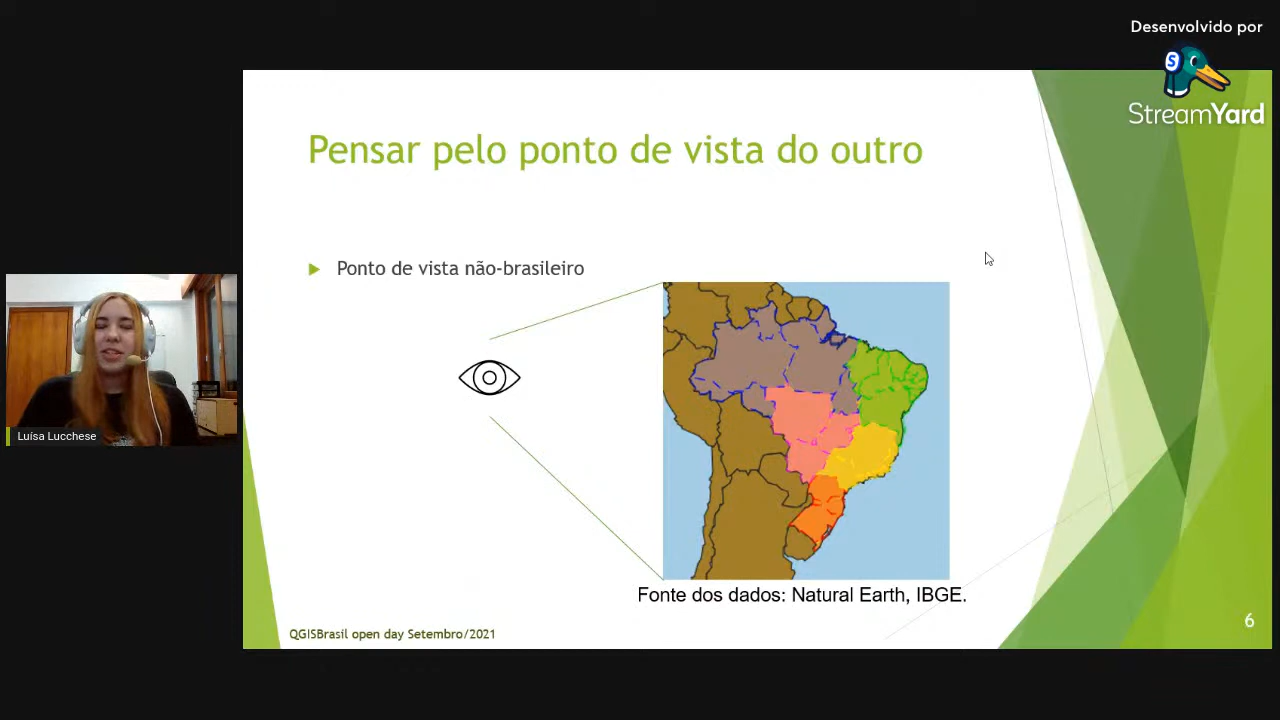 Desenvolvido por
S
StreamYard
Pensar pelo ponto de vista do outro
Ponto de vista não-brasileiro
Luísa Lucchese
Fonte dos dados: Natural Earth, IBGE.
6
QGISBrasil open day Setembro/2021